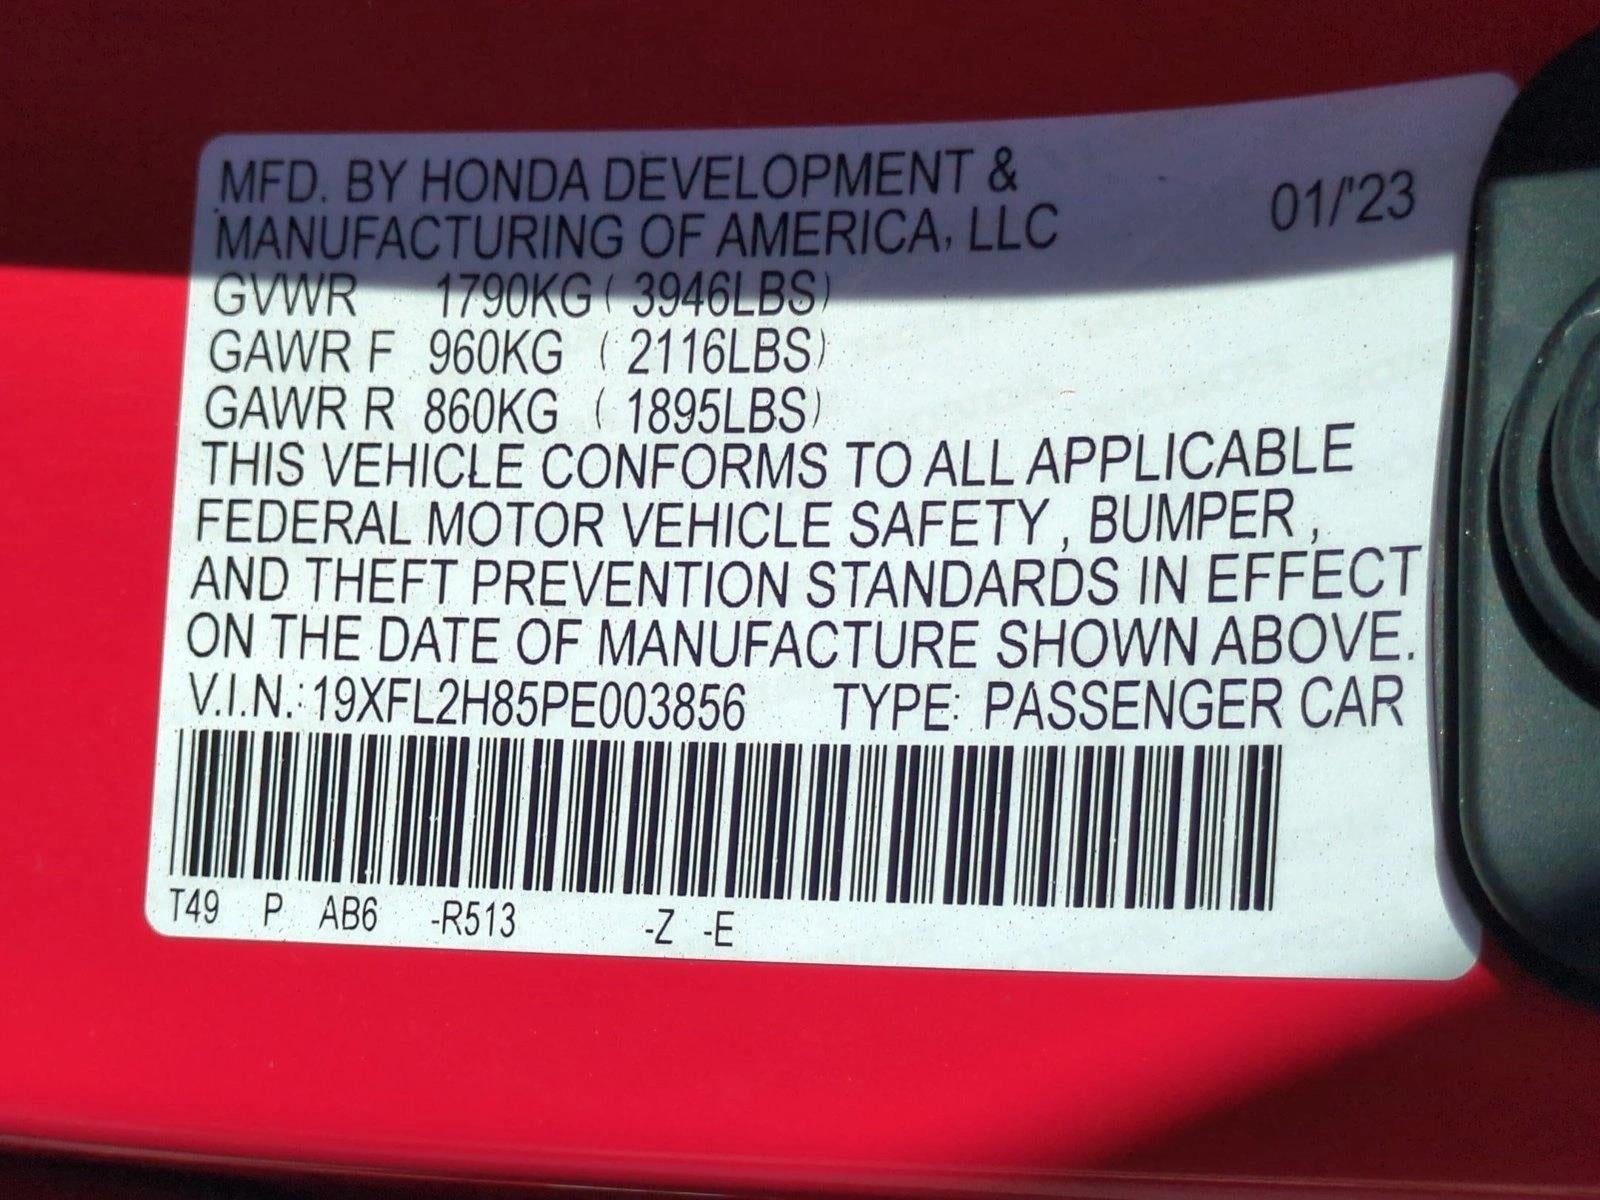 MFD. BY HONDA DEVELOPMENT &
MANUFACTURING OF AMERICA, LLC 01/'23
GVWR 1790KG ( 3946LBS)
GAWR F 960KG ( 2116LBS)
GAWR R 860KG ( 1895LBS)
THIS VEHICLE CONFORMS TO ALL APPLICABLE
FEDERAL MOTOR VEHICLE SAFETY , BUMPER ,
AND THEFT PREVENTION STANDARDS IN EFFECT
ON THE DATE OF MANUFACTURE SHOWN ABOVE.
V.I.N.: 19XFL2H85PE003856 TYPE: PASSENGER CAR
T49 P AB6 -R513 -Z -E